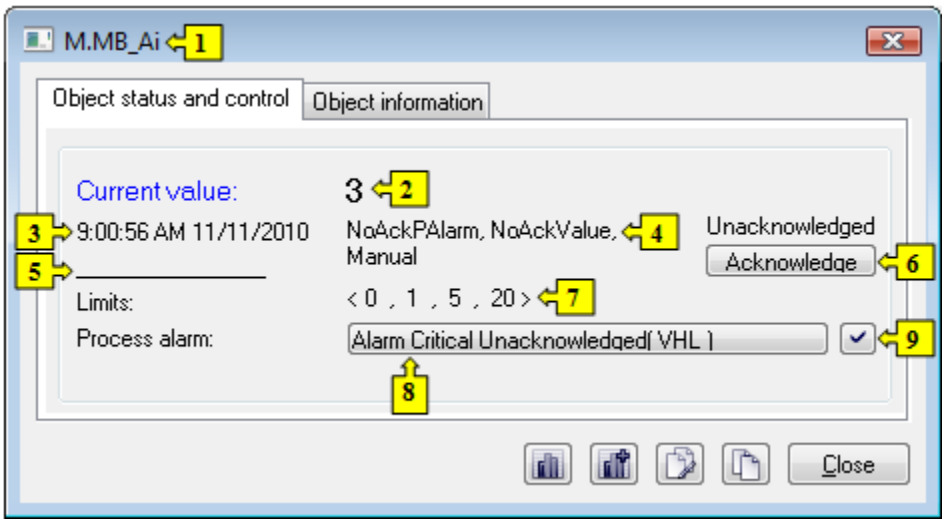 M.MB_Ai 1
Object status and control Object information
Current value: 3 2
3 9:00:56 AM 11/11/2010 NoAckPAlarm, NoAckValue, 4 Unacknowledged
Manual
5 Acknowledge 6
Limits: < 0 , 1 , 5 , 20 > 7
Process alarm: Alarm Critical Unacknowledged( VHL ) 9
8
Close